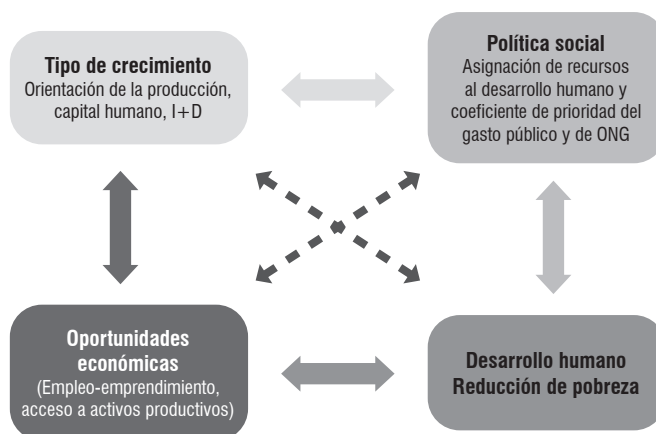 Tipo de crecimiento
Orientación de la producción,
capital humano, I+D
Política social
Asignación de recursos
al desarrollo humano y
coeficiente de prioridad del
gasto público y de ONG
Oportunidades
económicas
(Empleo-emprendimiento,
acceso a activos productivos)
Desarrollo humano
Reducción de pobreza